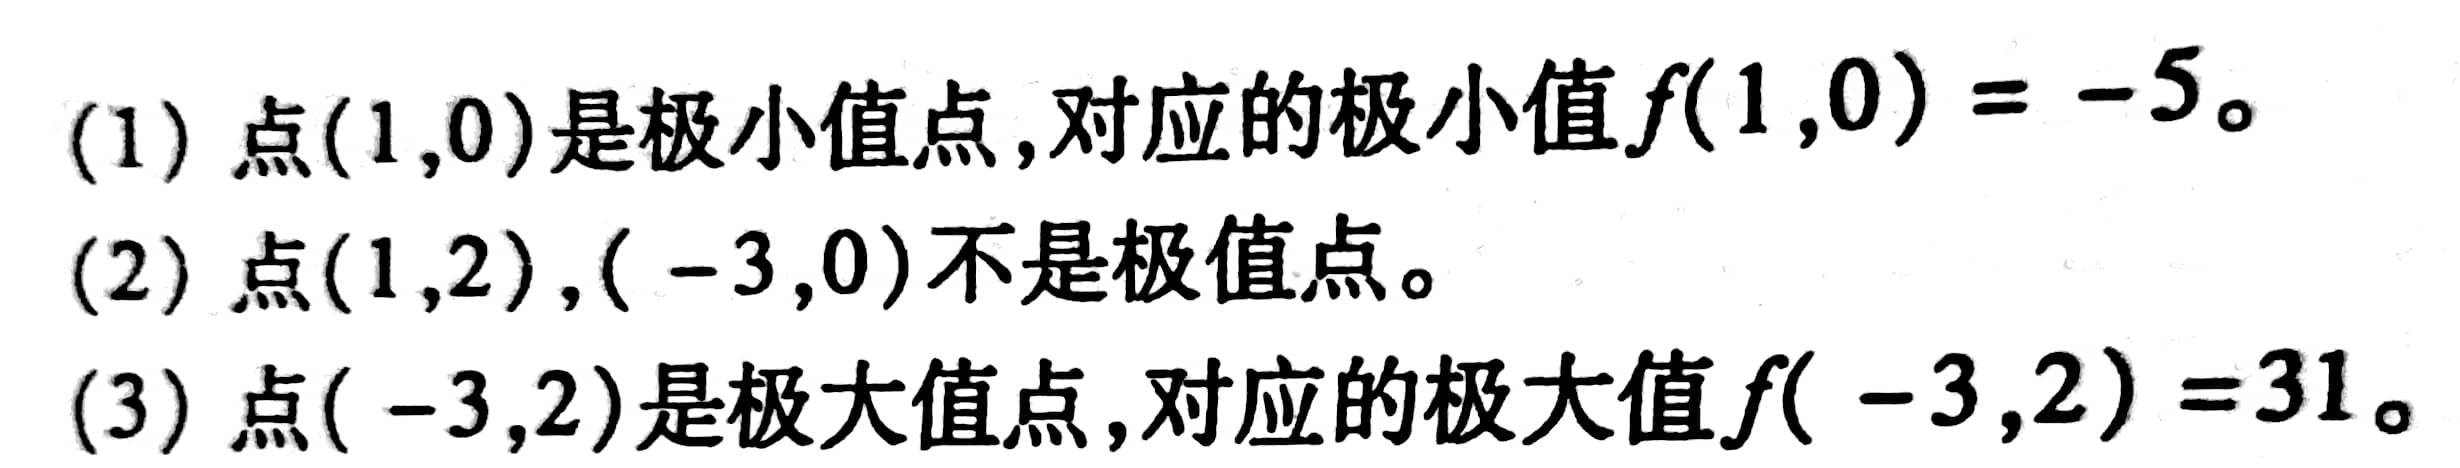 (1) 点(1,0)是极小值点,对应的极小值f(1,0) = -5。
(2) 点(1,2),( -3,0)不是极值点。
(3) 点( -3,2)是极大值点,对应的极大值f( -3,2) =31。